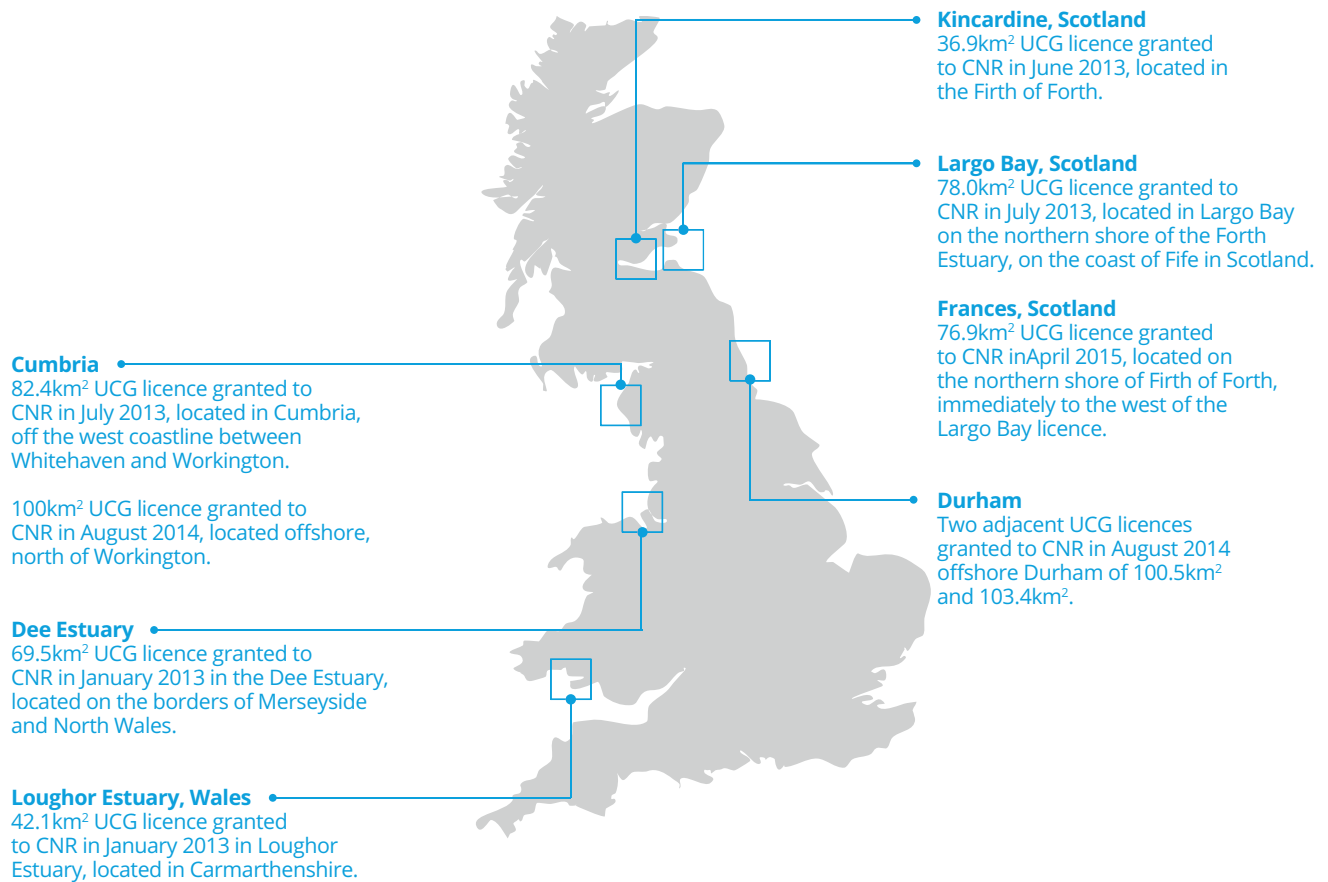 Kincardine, Scotland
36.9km² UCG licence granted
to CNR in June 2013, located in
the Firth of Forth.
Largo Bay, Scotland
78.0km² UCG licence granted to
CNR in July 2013, located in Largo Bay
on the northern shore of the Forth
Estuary, on the coast of Fife in Scotland.
Frances, Scotland
76.9km² UCG licence granted
to CNR inApril 2015, located on
the northern shore of Firth of Forth,
immediately to the west of the
Largo Bay licence.
Cumbria
82.4km² UCG licence granted to
CNR in July 2013, located in Cumbria,
off the west coastline between
Whitehaven and Workington.
100km² UCG licence granted to
CNR in August 2014, located offshore,
north of Workington.
Durham
Two adjacent UCG licences
granted to CNR in August 2014
offshore Durham of 100.5km²
and 103.4km².
Dee Estuary
69.5km² UCG licence granted to
CNR in January 2013 in the Dee Estuary,
located on the borders of Merseyside
and North Wales.
Loughor Estuary, Wales
42.1km² UCG licence granted
to CNR in January 2013 in Loughor
Estuary, located in Carmarthenshire.